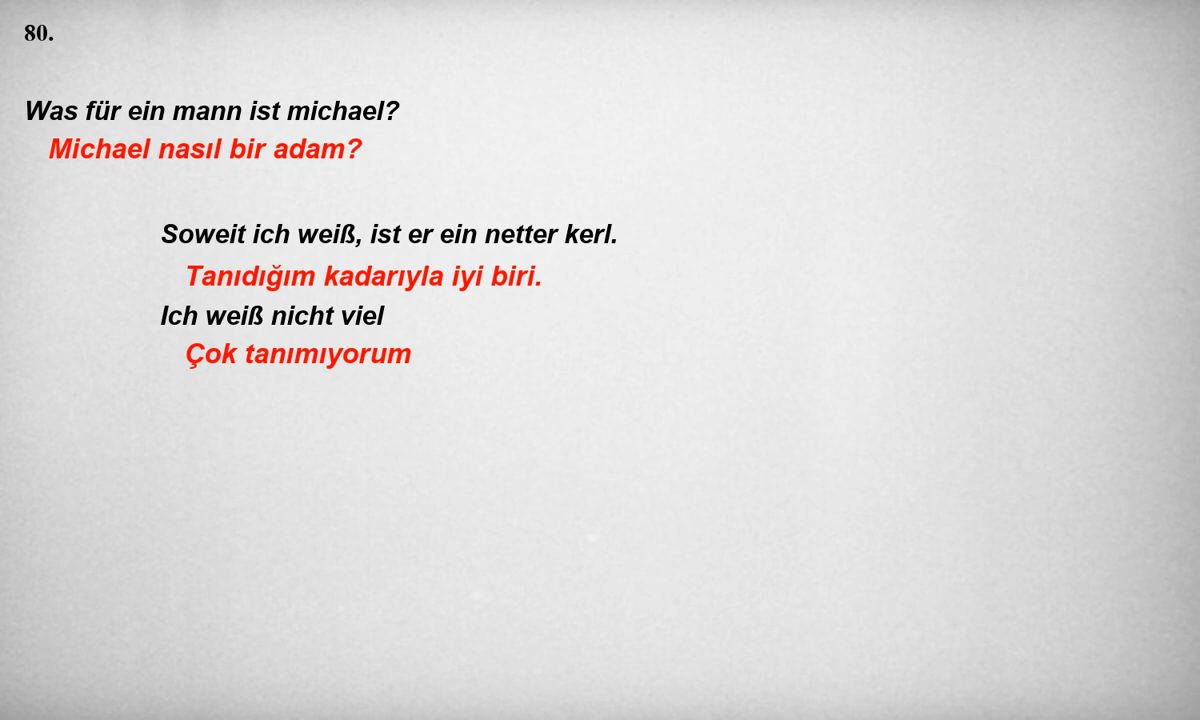 80.
Was für ein mann ist michael?
Michael nasıl bir adam?
Soweit ich weiß, ist er ein netter kerl.
Tanıdığım kadarıyla iyi biri.
Ich weiß nicht viel
Çok tanımıyorum